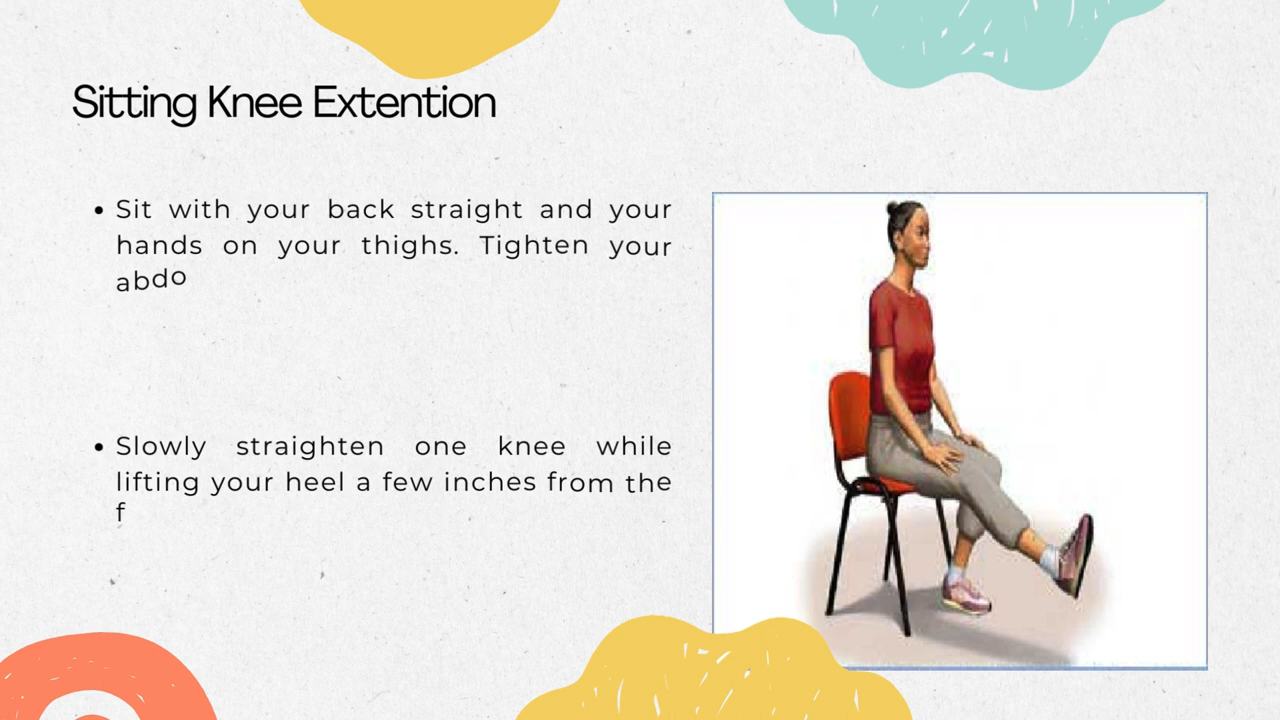 Sitting Knee Extention
• Sit with your back straight and your
hands on your thighs. Tighten your
abdo
• Slowly straighten one knee while
lifting your heel a few inches from the
f